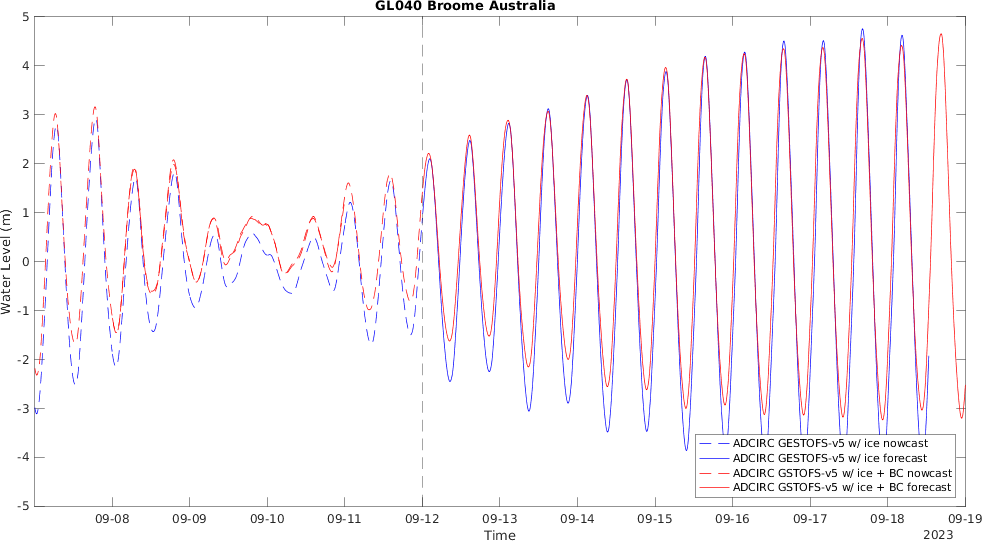 GL040 Broome Australia
5
4
3
2
1
0
-1
-2
-3
-4
-5
Water Level (m)
ADCIRC GESTOFS-v5 w/ ice nowcast
ADCIRC GESTOFS-v5 w/ ice forecast
ADCIRC GSTOFS-v5 w/ ice + BC nowcast
ADCIRC GSTOFS-v5 w/ ice + BC forecast
09-08 09-09 09-10 09-11 09-12 09-13 09-14 09-15 09-16 09-17 09-18 09-19
Time
2023